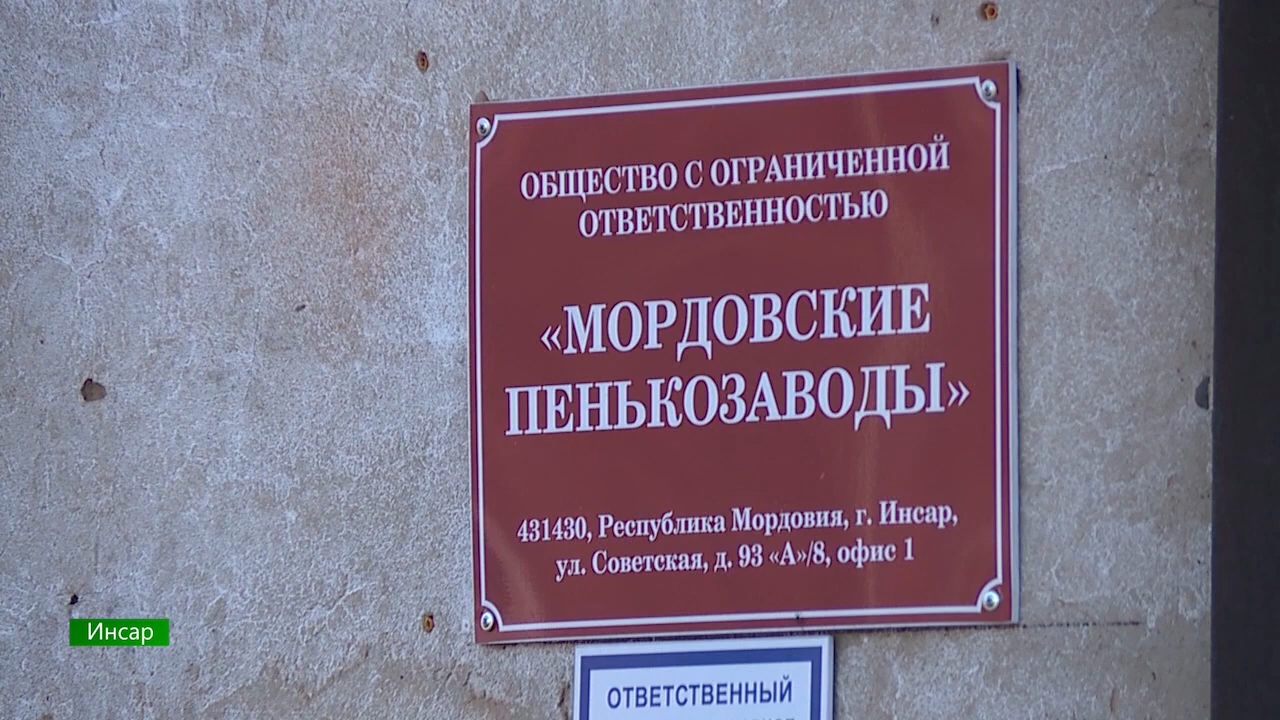 ОБЩЕСТВО С ОГРАНИЧЕННОЙ
ОТВЕТСТВЕННОСТЬЮ
«МОРДОВСКИЕ
ПЕНЬКОЗАВОДЫ»
431430, Республика Мордовия, г. Инсар,
ул. Советская, д. 93 «А»/8, офис 1
Инсар
ОТВЕТСТВЕННЫЙ